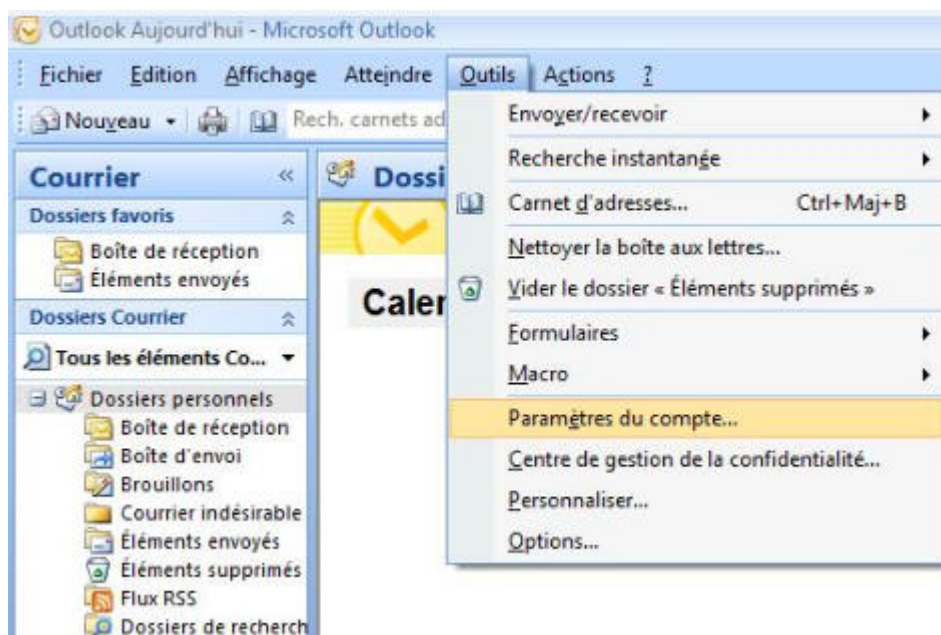 Outlook Aujourd'hui - Microsoft Outlook
Fichier Edition Affichage Atteindre Outils Actions ?
Nouveau Rech. carnets ad
Envoyer/recevoir
Recherche instantanée
Carnet d'adresses... Ctrl+Maj+B
Nettoyer la boîte aux lettres...
Vider le dossier « Éléments supprimés »
Formulaires
Macro
Paramètres du compte...
Centre de gestion de la confidentialité...
Personnaliser...
Options...
Courrier «
Dossiers favoris
Boîte de réception
Éléments envoyés
Dossiers Courrier
Tous les éléments Co...
Dossiers personnels
Boîte de réception
Boîte d'envoi
Brouillons
Courrier indésirable
Éléments envoyés
Éléments supprimés
Flux RSS
Dossiers de recherch
Dossi
Caler